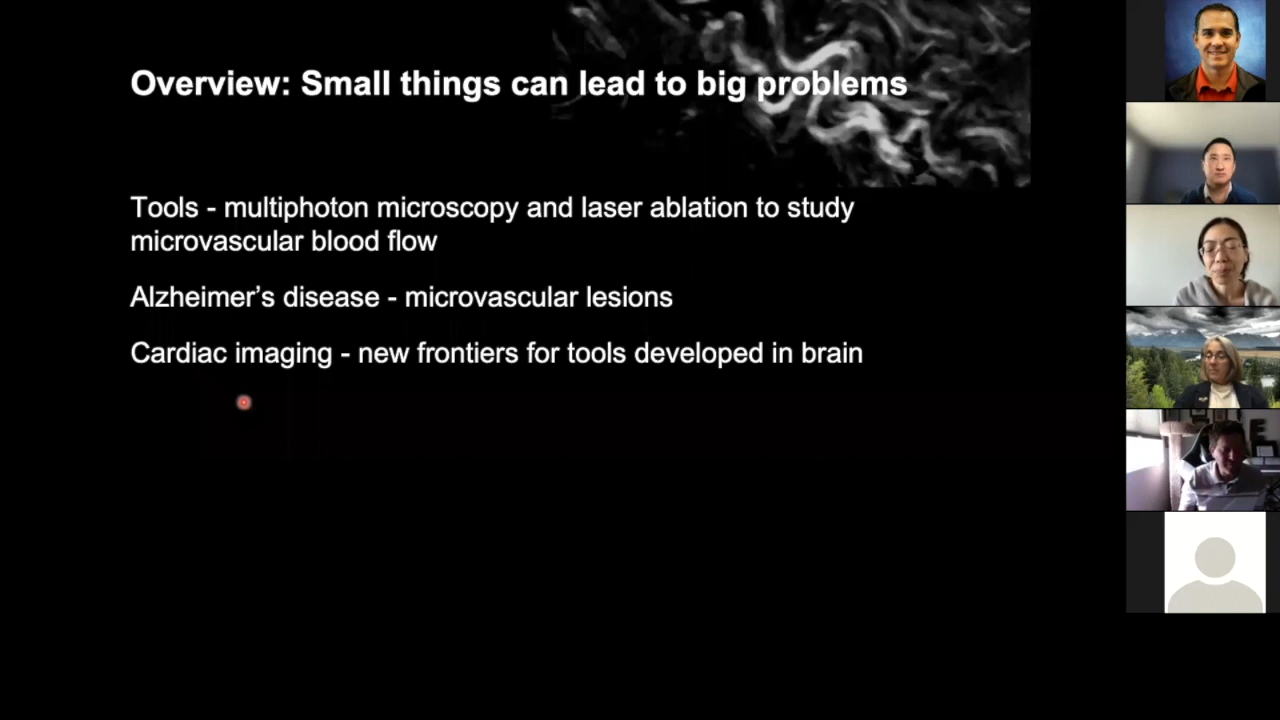 Overview: Small things can lead to big problems
Tools - multiphoton microscopy and laser ablation to study
microvascular blood flow
Alzheimer’s disease - microvascular lesions
Cardiac imaging - new frontiers for tools developed in brain